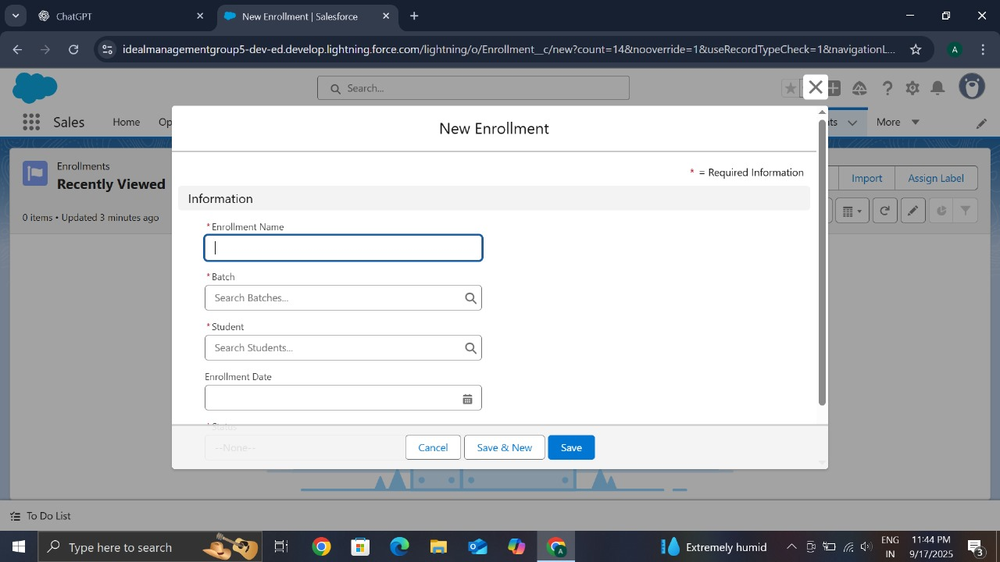 ChatGPT
New Enrollment | Salesforce
idealmanagementgroup5-dev-ed.develop.lightning.force.com/lightning/o/Enrollment__c/new?count=14&nooverride=1&useRecordTypeCheck=1&navigationL...
A
Search...
Sales
Home
Op
ts
More
New Enrollment
Enrollments
Recently Viewed
0 items • Updated 3 minutes ago
Import
Assign Label
* = Required Information
Information
* Enrollment Name
* Batch
Search Batches...
* Student
Search Students...
Enrollment Date
* Status
--None--
Cancel
Save & New
Save
To Do List
Type here to search
A
Extremely humid
ENG
IN
11:44 PM
9/17/2025
3